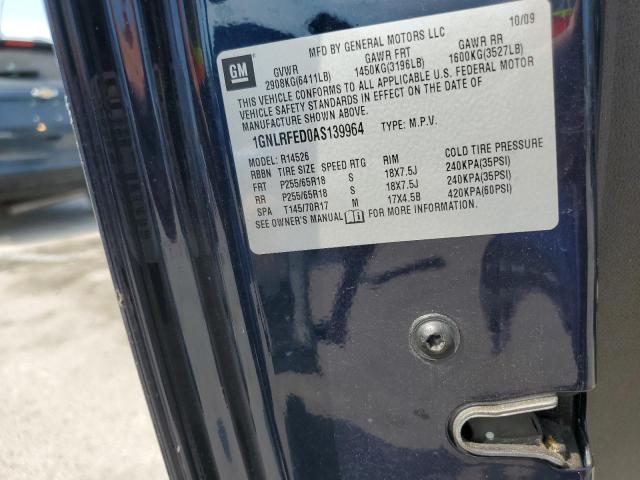 10/09
MFD BY GENERAL MOTORS LLC
GM
GVWR GAWR FRT GAWR RR
2908KG(6411LB) 1450KG(3196LB) 1600KG(3527LB)
THIS VEHICLE CONFORMS TO ALL APPLICABLE U.S. FEDERAL MOTOR
VEHICLE SAFETY STANDARDS IN EFFECT ON THE DATE OF
MANUFACTURE SHOWN ABOVE.
1GNLRFED0AS139964 TYPE: M.P.V.
MODEL: R14526
RBBN TIRE SIZE SPEED RTG RIM COLD TIRE PRESSURE
FRT P255/65R18 S 18X7.5J 240KPA(35PSI)
RR P255/65R18 S 18X7.5J 240KPA(35PSI)
SPA T145/70R17 M 17X4.5B 420KPA(60PSI)
SEE OWNER'S MANUAL FOR MORE INFORMATION.